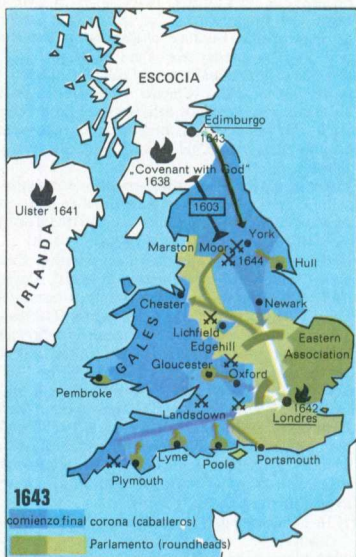 ESCOCIA
Edimburgo
1643
„Covenant with God"
1638
Ulster 1641
1603
IRLANDA
York
Marston Moor
1644
Hull
Chester
Newark
GALES
Lichfield
Edgehill
Eastern
Association
Gloucester
Oxford
Pembroke
1642
Londres
Landsdown
Lyme
Poole
Portsmouth
Plymouth
1643
comienzo final corona (caballeros)
Parlamento (roundheads)